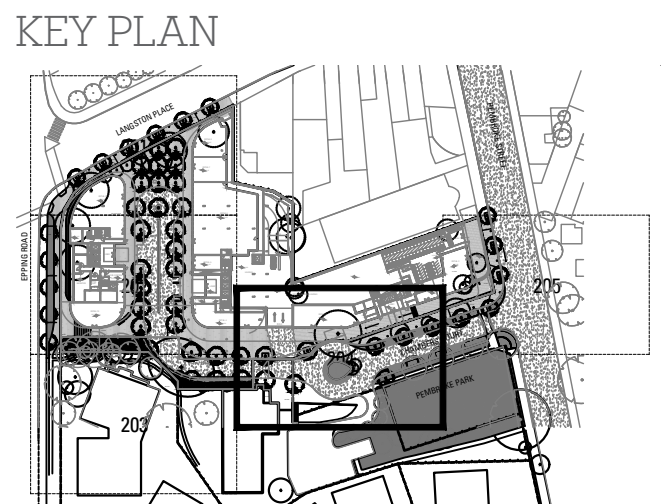 KEY PLAN
LANGSTON PLACE
EPPING ROAD
205
PEMBROKE PARK
203